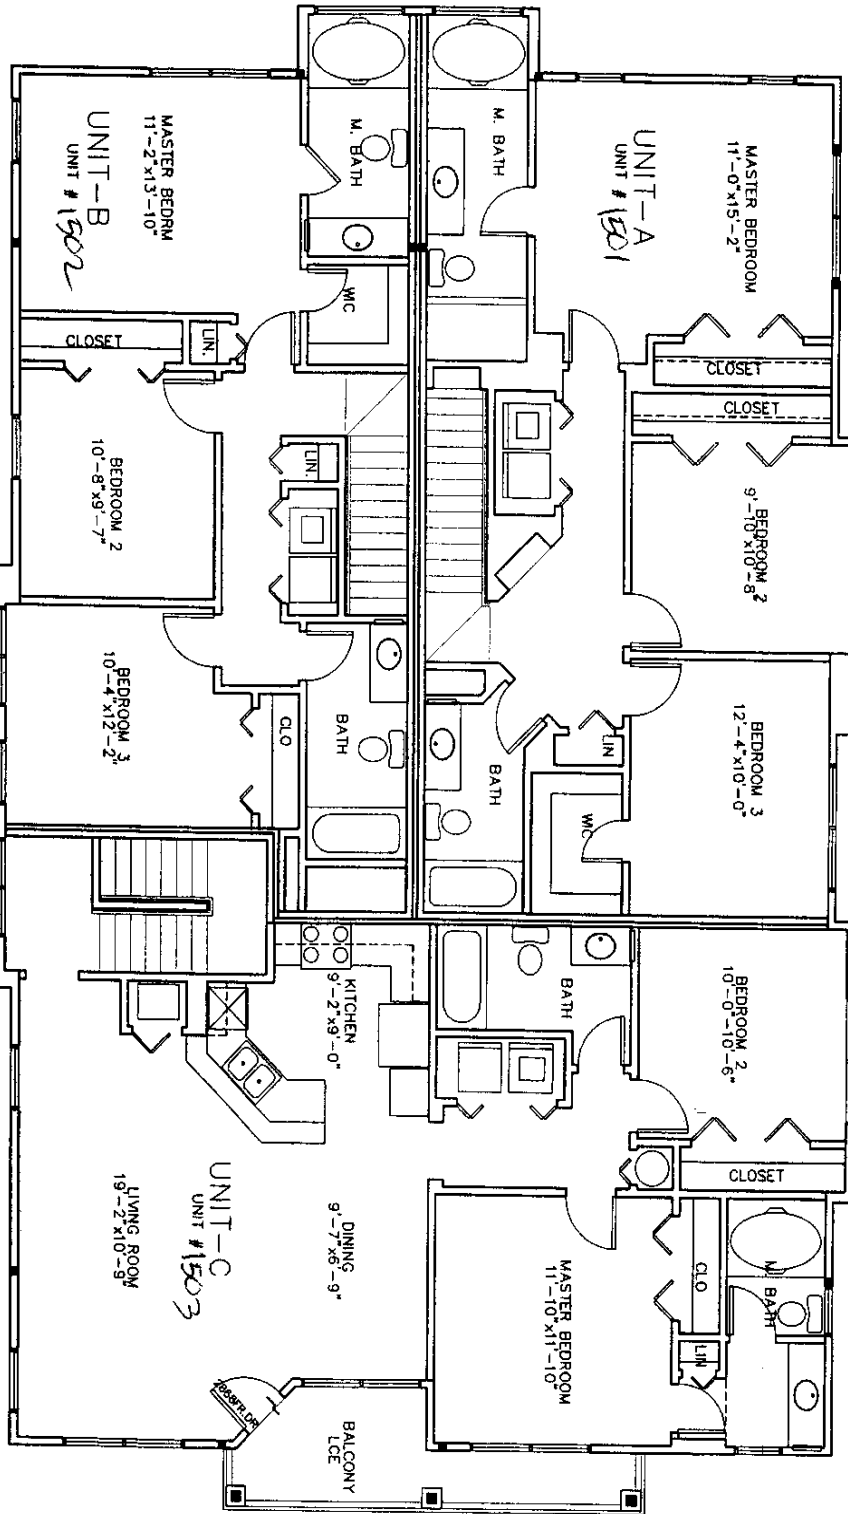 MASTER BEDROOM
11'-0"x15'-2"
UNIT-A
UNIT #1501
M. BATH
CLOSET
CLOSET
BEDROOM 2
9'-10"x10'-8"
BEDROOM 3
12'-4"x10'-0"
LIN
WIC
BATH
M. BATH
MASTER BEDRM
11'-2"x13'-10"
UNIT-B
UNIT #1502
WIC
LIN.
CLOSET
BEDROOM 2
10'-8"x9'-7"
LIN.
BEDROOM 3
10'-4"x12'-2"
CLO
BATH
BEDROOM 2
10'-0"-10'-6"
BATH
KITCHEN
9'-2"x9'-0"
CLOSET
M. BATH
CLO
LIN
MASTER BEDROOM
11'-10"x11'-10"
DINING
9'-7"x6'-9"
UNIT-C
UNIT #1503
LIVING ROOM
19'-2"x10'-9"
2868FR.DR
BALCONY
LCE